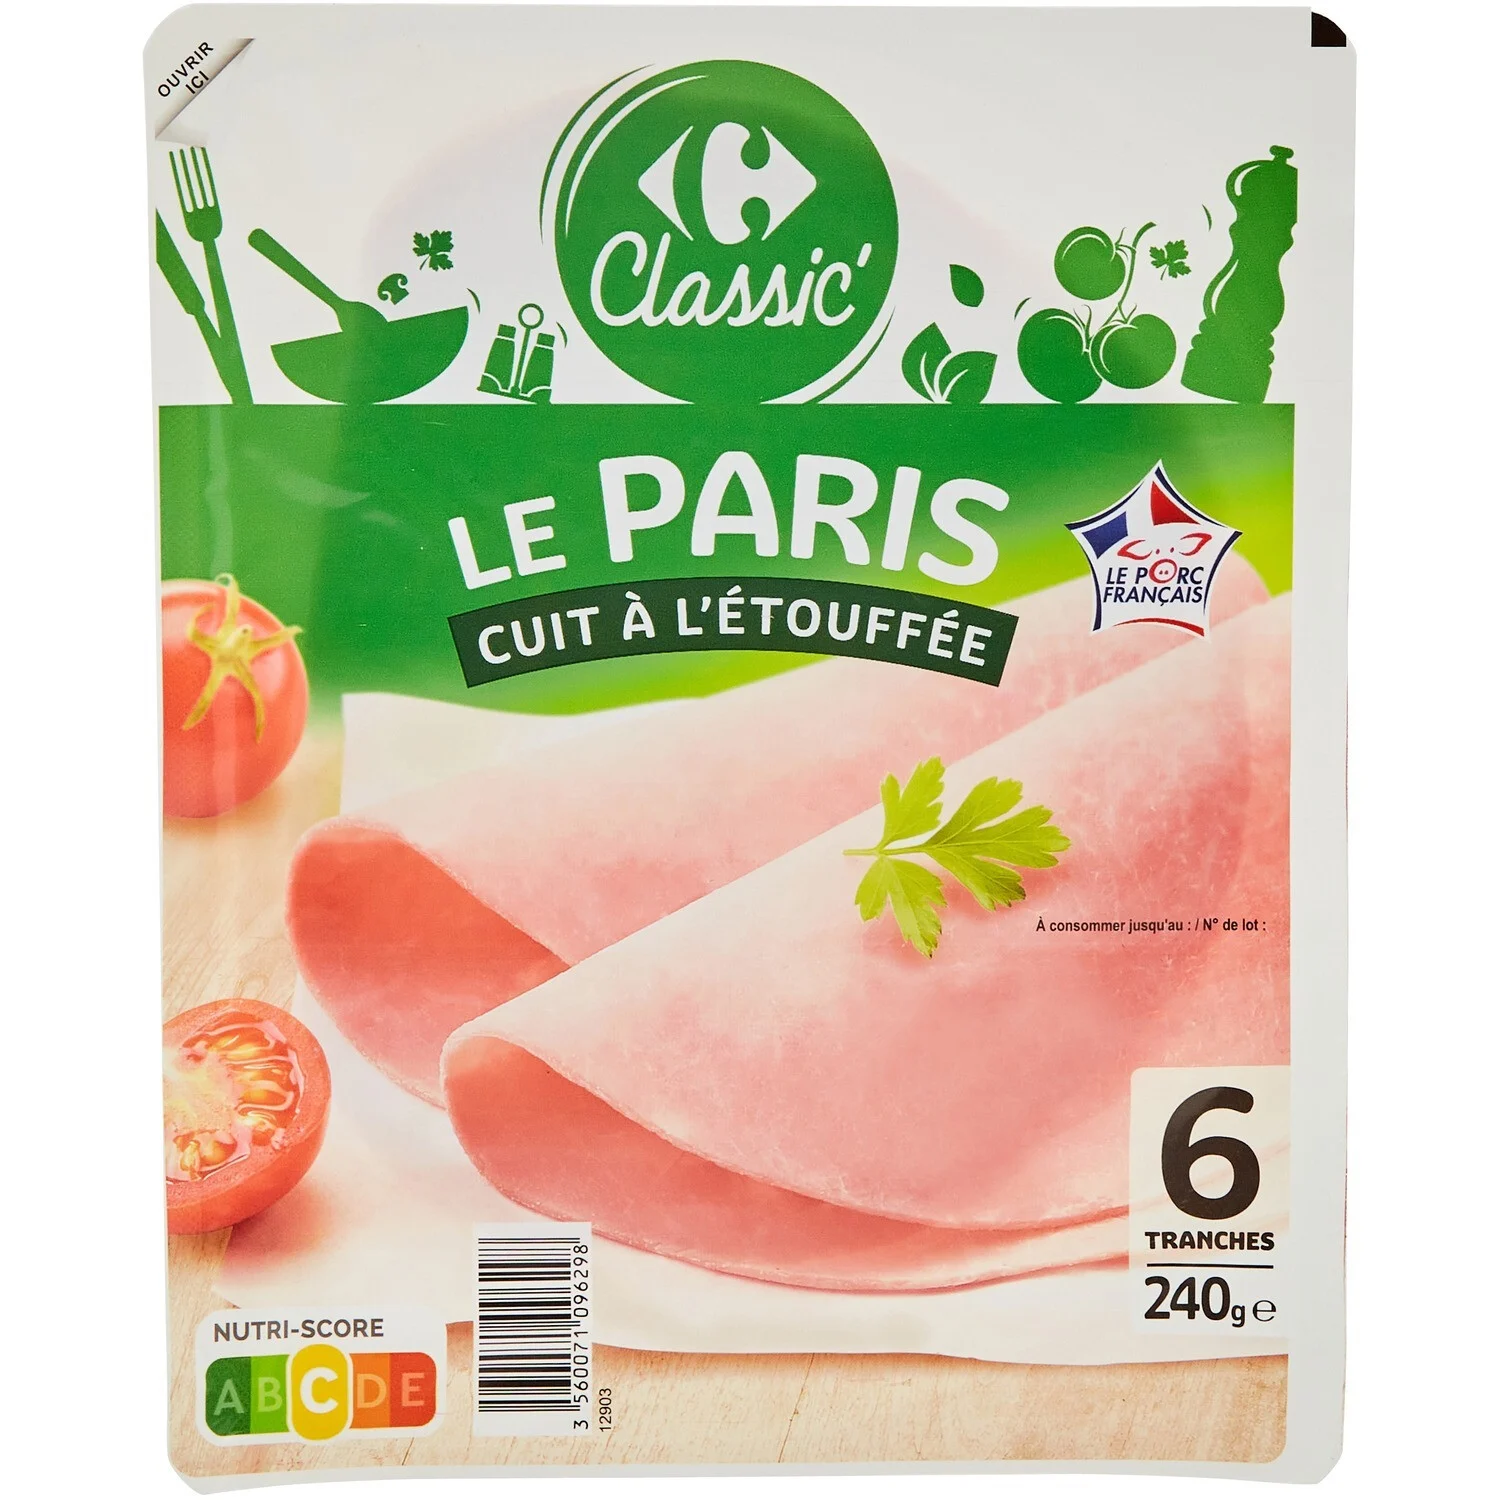 OUVRIR
ICI
Classic'
LE PARIS
CUIT À L'ÉTOUFFÉE
LE PORC
FRANÇAIS
À consommer jusqu'au : / N° de lot :
6
TRANCHES
240g e
NUTRI-SCORE
A B C D E
3 560071 096298
12903